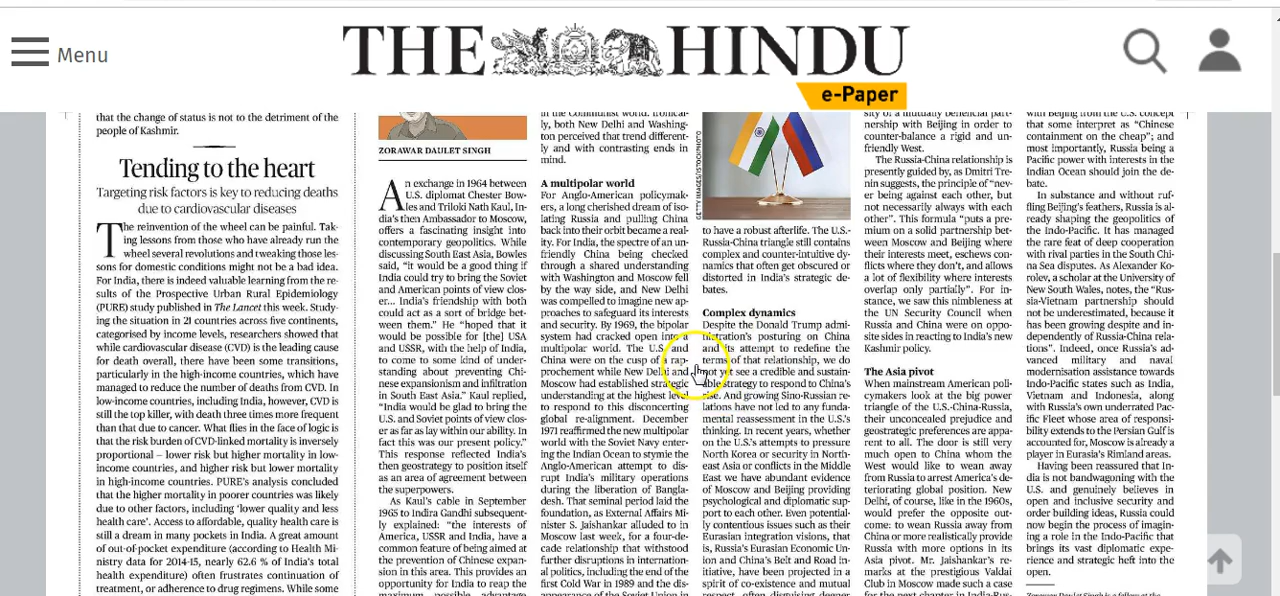 Menu
THE HINDU
e-Paper
that the change of status is not to the detriment of the
people of Kashmir.
Tending to the heart
Targeting risk factors is key to reducing deaths
due to cardiovascular diseases
The reinvention of the wheel can be painful. Tak-
ing lessons from those who have already run the
wheel several revolutions and tweaking those les-
sons for domestic conditions might not be a bad idea.
For India, there is indeed valuable learning from the re-
sults of the Prospective Urban Rural Epidemiology
(PURE) study published in The Lancet this week. Study-
ing the situation in 21 countries across five continents,
categorised by income levels, researchers showed that
while cardiovascular disease (CVD) is the leading cause
for death overall, there have been some transitions,
particularly in the high-income countries, which have
managed to reduce the number of deaths from CVD. In
low-income countries, including India, however, CVD is
still the top killer, with death three times more frequent
than that due to cancer. What flies in the face of logic is
that the risk burden of CVD-linked mortality is inversely
proportional – lower risk but higher mortality in low-
income countries, and higher risk but lower mortality
in high-income countries. PURE's analysis concluded
that the higher mortality in poorer countries was likely
due to other factors, including 'lower quality and less
health care'. Access to affordable, quality health care is
still a dream in many pockets in India. A great amount
of out-of-pocket expenditure (according to Health Mi-
nistry data for 2014-15, nearly 62.6 % of India's total
health expenditure) often frustrates continuation of
treatment, or adherence to drug regimens. While some
ZORAWAR DAULET SINGH
An exchange in 1964 between
U.S. diplomat Chester Bow-
les and Triloki Nath Kaul, In-
dia's then Ambassador to Moscow,
offers a fascinating insight into
contemporary geopolitics. While
discussing South East Asia, Bowles
said, "it would be a good thing if
India could try to bring the Soviet
and American points of view clos-
er... India's friendship with both
could act as a sort of bridge bet-
ween them." He "hoped that it
would be possible for [the] USA
and USSR, with the help of India,
to come to some kind of under-
standing about preventing Chi-
nese expansionism and infiltration
in South East Asia." Kaul replied,
"India would be glad to bring the
U.S. and Soviet points of view clos-
er as far as lay within our ability. In
fact this was our present policy."
This response reflected India's
then geostrategy to position itself
as an area of agreement between
the superpowers.
As Kaul's cable in September
1965 to Indira Gandhi subsequent-
ly explained: "the interests of
America, USSR and India, have a
common feature of being aimed at
the prevention of Chinese expan-
sion in this area. This provides an
opportunity for India to reap the
maximum possible advantage
in the Communist world. Ironical-
ly, both New Delhi and Washing-
ton perceived that trend different-
ly and with contrasting ends in
mind.
A multipolar world
For Anglo-American policymak-
ers, a long cherished dream of iso-
lating Russia and pulling China
back into their orbit became a real-
ity. For India, the spectre of an un-
friendly China being checked
through a shared understanding
with Washington and Moscow fell
by the way side, and New Delhi
was compelled to imagine new ap-
proaches to safeguard its interests
and security. By 1969, the bipolar
system had cracked open into a
multipolar world. The U.S. and
China were on the cusp of a rap-
prochement while New Delhi and
Moscow had established strategic
understanding at the highest level
to respond to this disconcerting
global re-alignment. December
1971 reaffirmed the new multipolar
world with the Soviet Navy enter-
ing the Indian Ocean to stymie the
Anglo-American attempt to dis-
rupt India's military operations
during the liberation of Bangla-
desh. That seminal period laid the
foundation, as External Affairs Mi-
nister S. Jaishankar alluded to in
Moscow last week, for a four-de-
cade relationship that withstood
further disruptions in internation-
al politics, including the end of the
first Cold War in 1989 and the dis-
appearance of the Soviet Union in
GETTY IMAGES/ISTOCKPHOTO
to have a robust afterlife. The U.S.-
Russia-China triangle still contains
complex and counter-intuitive dy-
namics that often get obscured or
distorted in India's strategic de-
bates.
Complex dynamics
Despite the Donald Trump admi-
nistration's posturing on China
and its attempt to redefine the
terms of that relationship, we do
not yet see a credible and sustain-
able strategy to respond to China's
rise. And growing Sino-Russian re-
lations have not led to any funda-
mental reassessment in the U.S.'s
thinking. In recent years, whether
on the U.S.'s attempts to pressure
North Korea or security in North-
east Asia or conflicts in the Middle
East we have abundant evidence
of Moscow and Beijing providing
psychological and diplomatic sup-
port to each other. Even potential-
ly contentious issues such as their
Eurasian integration visions, that
is, Russia's Eurasian Economic Un-
ion and China's Belt and Road In-
itiative, have been projected in a
spirit of co-existence and mutual
respect, often disguising deeper
sity of a mutually beneficial part-
nership with Beijing in order to
counter-balance a rigid and un-
friendly West.
The Russia-China relationship is
presently guided by, as Dmitri Tre-
nin suggests, the principle of "nev-
er being against each other, but
not necessarily always with each
other". This formula "puts a pre-
mium on a solid partnership bet-
ween Moscow and Beijing where
their interests meet, eschews con-
flicts where they don't, and allows
a lot of flexibility where interests
overlap only partially". For in-
stance, we saw this nimbleness at
the UN Security Council when
Russia and China were on oppo-
site sides in reacting to India's new
Kashmir policy.
The Asia pivot
When mainstream American poli-
cymakers look at the big power
triangle of the U.S.-China-Russia,
their unconcealed prejudice and
geostrategic preferences are appa-
rent to all. The door is still very
much open to China whom the
West would like to wean away
from Russia to arrest America's de-
teriorating global position. New
Delhi, of course, like in the 1960s,
would prefer the opposite out-
come: to wean Russia away from
China or more realistically provide
Russia with more options in its
Asia pivot. Mr. Jaishankar's re-
marks at the prestigious Valdai
Club in Moscow made such a case
for the next chapter in India-Rus-
with Beijing from the U.S. concept
that some interpret as "Chinese
containment on the cheap"; and
most importantly, Russia being a
Pacific power with interests in the
Indian Ocean should join the de-
bate.
In substance and without ruf-
fling Beijing's feathers, Russia is al-
ready shaping the geopolitics of
the Indo-Pacific. It has managed
the rare feat of deep cooperation
with rival parties in the South Chi-
na Sea disputes. As Alexander Ko-
rolev, a scholar at the University of
New South Wales, notes, the "Rus-
sia-Vietnam partnership should
not be underestimated, because it
has been growing despite and in-
dependently of Russia-China rela-
tions". Indeed, once Russia's ad-
vanced military and naval
modernisation assistance towards
Indo-Pacific states such as India,
Vietnam and Indonesia, along
with Russia's own underrated Pac-
ific Fleet whose area of responsi-
bility extends to the Persian Gulf is
accounted for, Moscow is already a
player in Eurasia's Rimland areas.
Having been reassured that In-
dia is not bandwagoning with the
U.S. and genuinely believes in
open and inclusive security and
order building ideas, Russia could
now begin the process of imagin-
ing a role in the Indo-Pacific that
brings its vast diplomatic expe-
rience and strategic heft into the
open.
Zorawar Daulet Singh is a fellow at the